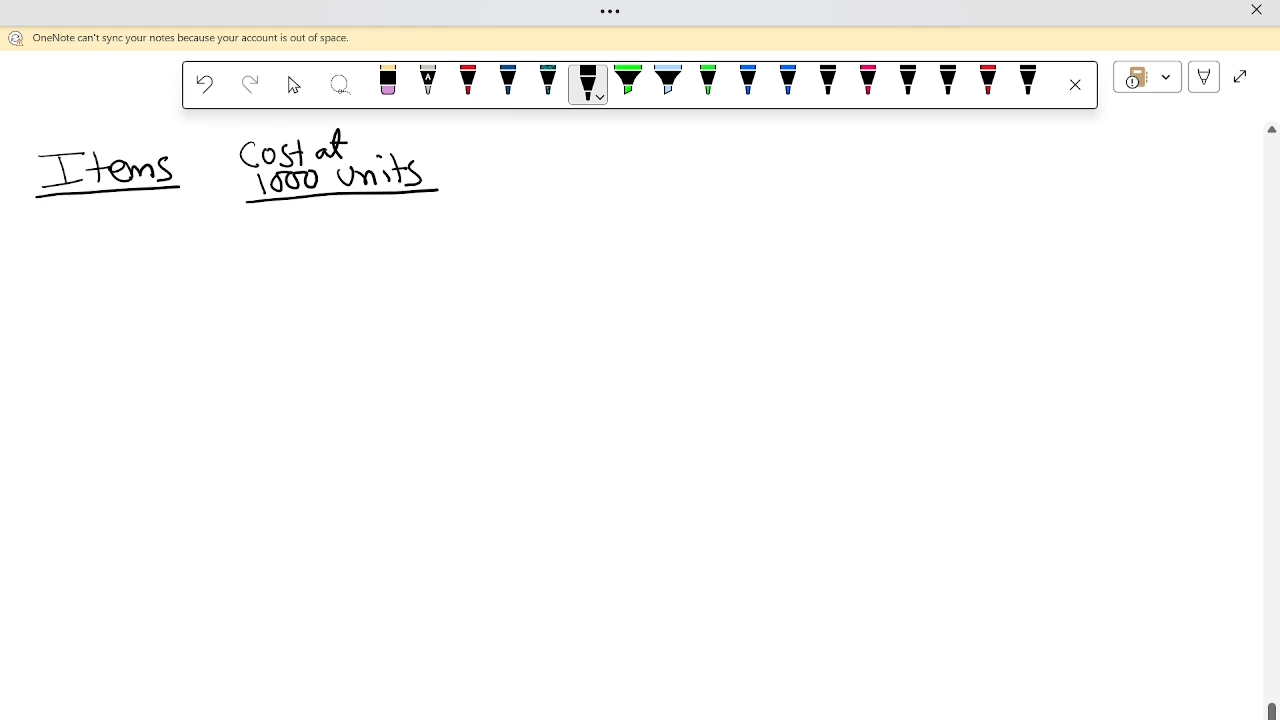 OneNote can't sync your notes because your account is out of space.
A
Items
Cost at
1000 units